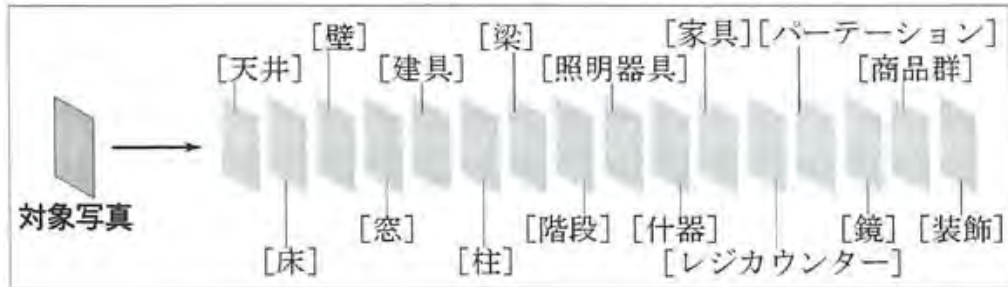 [壁]
[梁]
[家具]
[パーテーション]
[天井]
[建具]
[照明器具]
[商品群]
対象写真
[床]
[窓]
[柱]
[階段]
[什器]
[レジカウンター]
[鏡]
[装飾]